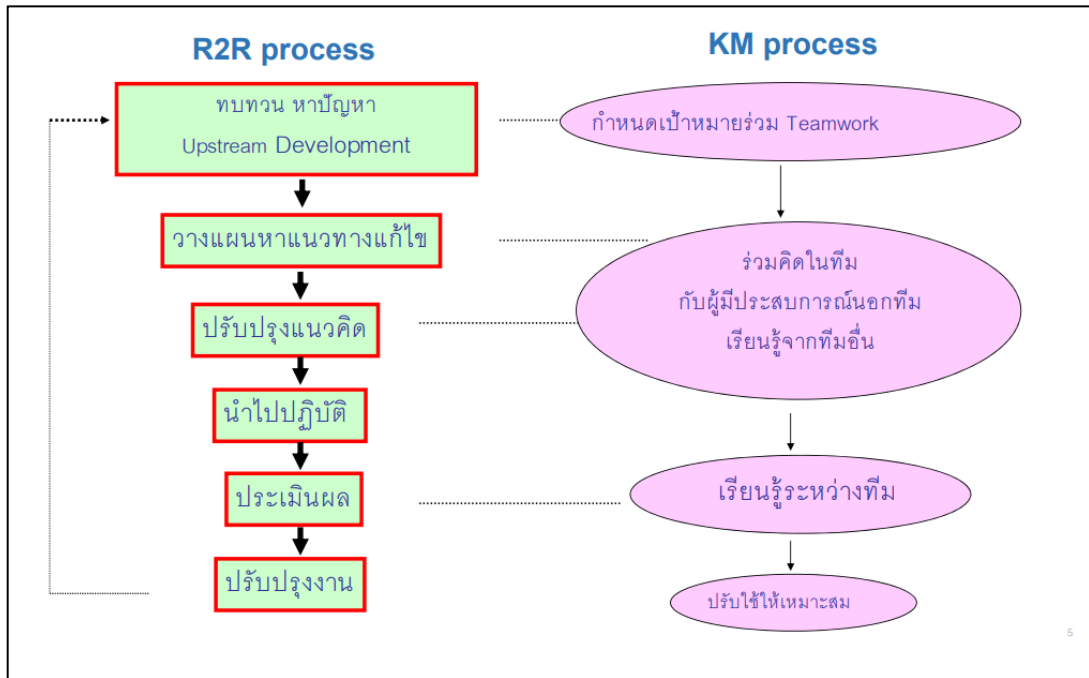 R2R process
ทบทวน หาปัญหา
Upstream Development
วางแผนหาแนวทางแก้ไข
ปรับปรุงแนวคิด
นำไปปฏิบัติ
ประเมินผล
ปรับปรุงงาน
KM process
กำหนดเป้าหมายร่วม Teamwork
ร่วมคิดในทีม
กับผู้มีประสบการณ์นอกทีม
เรียนรู้จากทีมอื่น
เรียนรู้ระหว่างทีม
ปรับใช้ให้เหมาะสม
5